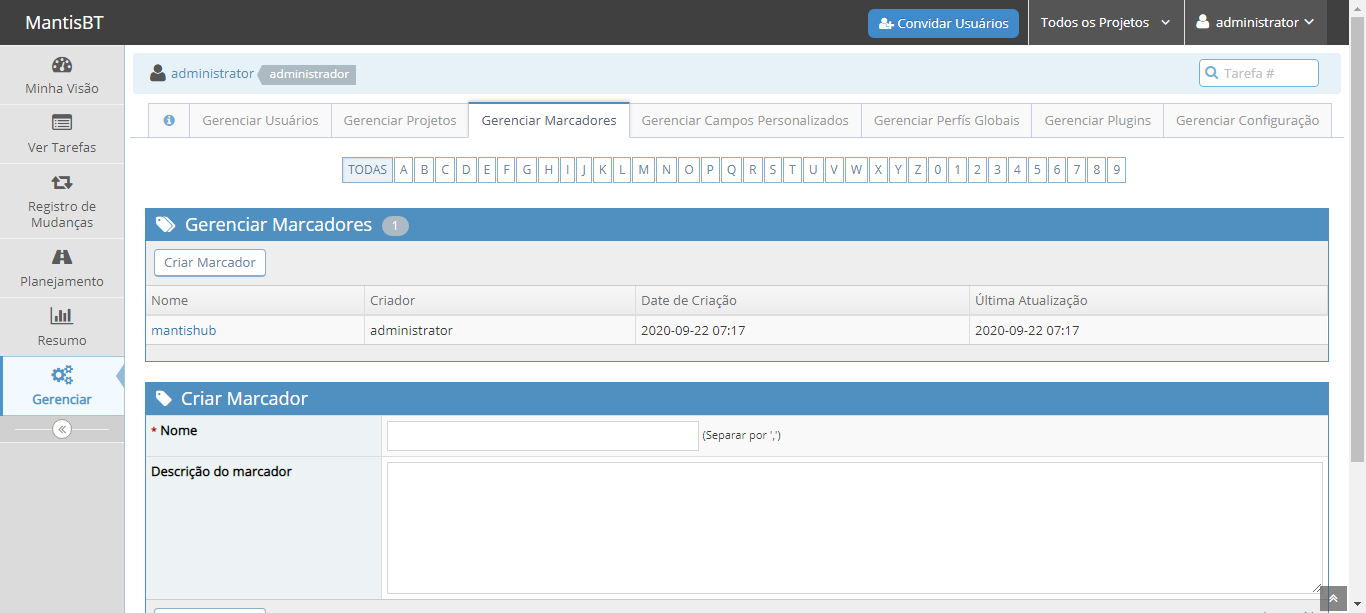 MantisBT
Convidar Usuários
Todos os Projetos
administrator
Minha Visão
Ver Tarefas
Registro de
Mudanças
Planejamento
Resumo
Gerenciar
administrator administrador
Tarefa #
Gerenciar Usuários Gerenciar Projetos Gerenciar Marcadores Gerenciar Campos Personalizados Gerenciar Perfís Globais Gerenciar Plugins Gerenciar Configuração
TODAS A B C D E F G H I J K L M N O P Q R S T U V W X Y Z 0 1 2 3 4 5 6 7 8 9
Gerenciar Marcadores 1
Criar Marcador
Nome Criador Date de Criação Última Atualização
mantishub administrator 2020-09-22 07:17 2020-09-22 07:17
Criar Marcador
* Nome (Separar por ',')
Descrição do marcador